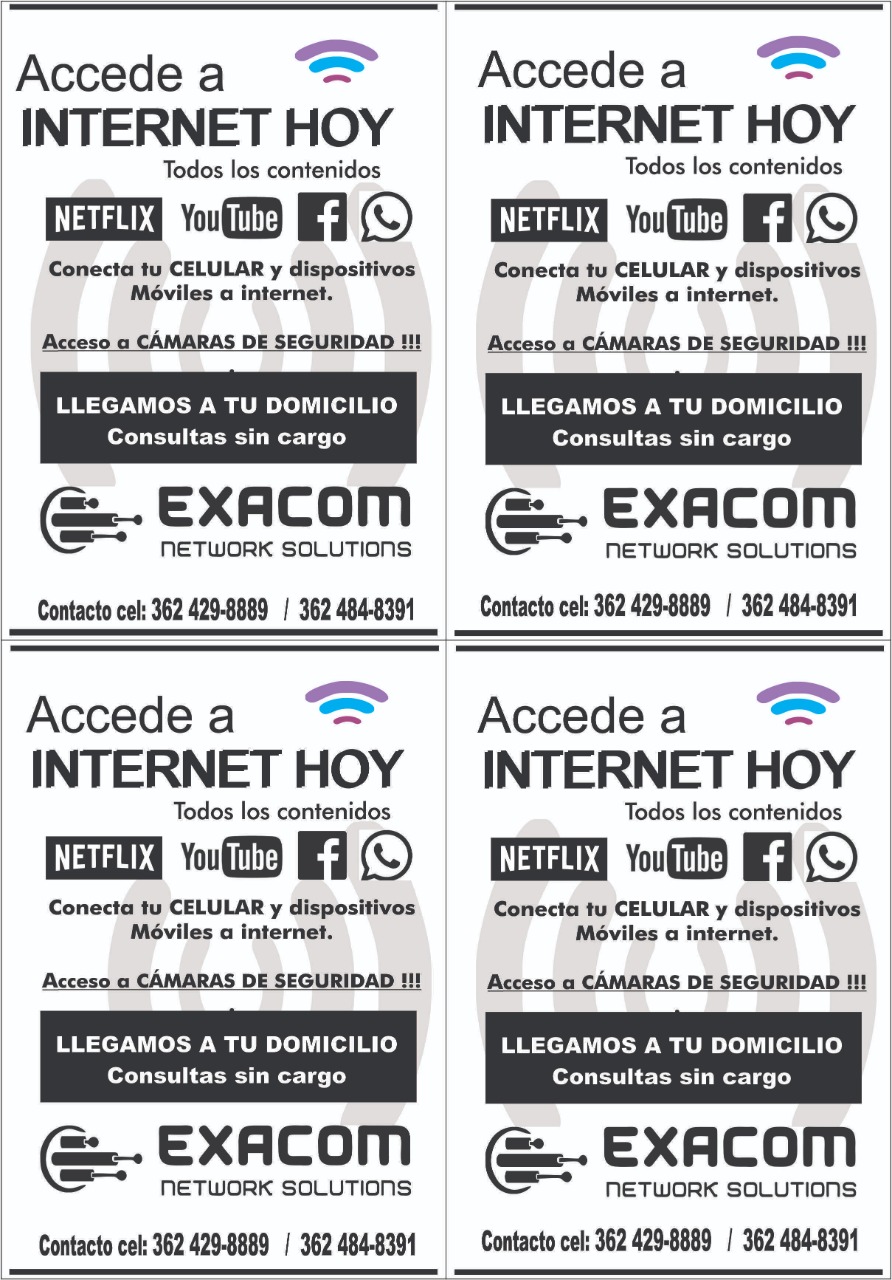 Accede a
INTERNET HOY
Todos los contenidos
NETFLIX YouTube f
Conecta tu CELULAR y dispositivos
Móviles a internet.
Acceso a CÁMARAS DE SEGURIDAD !!!
LLEGAMOS A TU DOMICILIO
Consultas sin cargo
EXACOM
NETWORK SOLUTIONS
Contacto cel: 362 429-8889 / 362 484-8391
Accede a
INTERNET HOY
Todos los contenidos
NETFLIX YouTube f
Conecta tu CELULAR y dispositivos
Móviles a internet.
Acceso a CÁMARAS DE SEGURIDAD !!!
LLEGAMOS A TU DOMICILIO
Consultas sin cargo
EXACOM
NETWORK SOLUTIONS
Contacto cel: 362 429-8889 / 362 484-8391
Accede a
INTERNET HOY
Todos los contenidos
NETFLIX YouTube f
Conecta tu CELULAR y dispositivos
Móviles a internet.
Acceso a CÁMARAS DE SEGURIDAD !!!
LLEGAMOS A TU DOMICILIO
Consultas sin cargo
EXACOM
NETWORK SOLUTIONS
Contacto cel: 362 429-8889 / 362 484-8391
Accede a
INTERNET HOY
Todos los contenidos
NETFLIX YouTube f
Conecta tu CELULAR y dispositivos
Móviles a internet.
Acceso a CÁMARAS DE SEGURIDAD !!!
LLEGAMOS A TU DOMICILIO
Consultas sin cargo
EXACOM
NETWORK SOLUTIONS
Contacto cel: 362 429-8889 / 362 484-8391